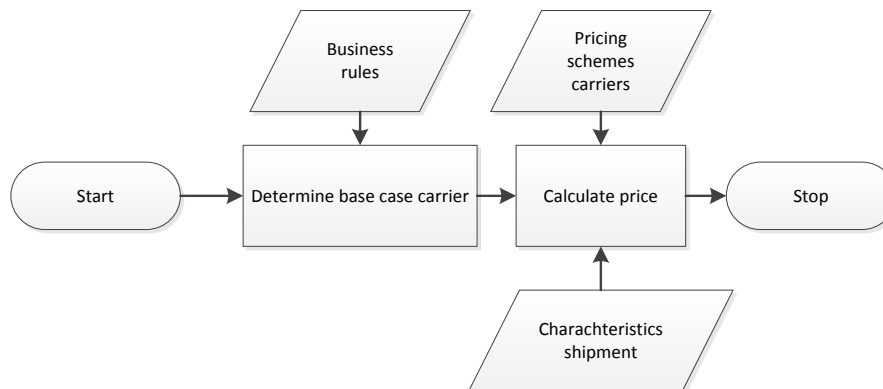 Business
rules
Pricing
schemes
carriers
Start
Determine base case carrier
Calculate price
Stop
Charachteristics
shipment